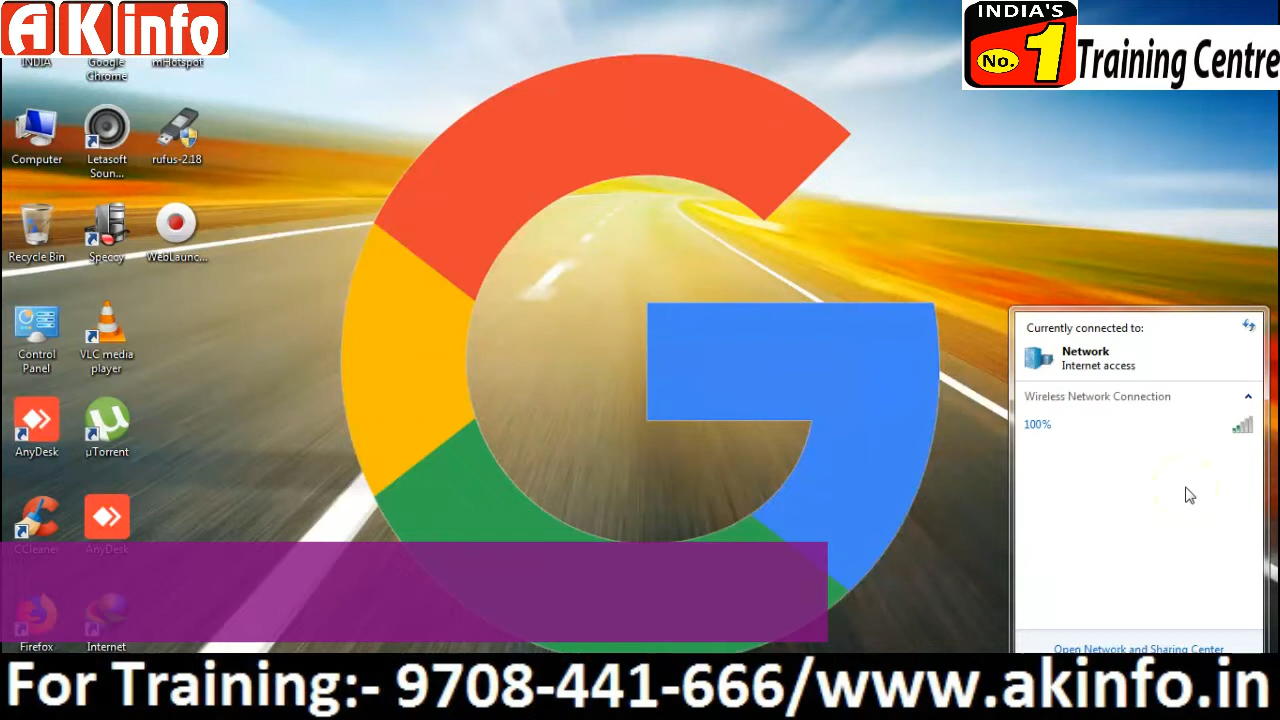 AKinfo
INDIA'S
No. 1
Training Centre
INDIA
Google
Chrome
mHotspot
Computer
Letasoft
Soun...
rufus-2.18
Recycle Bin
Speccy
WebLaunc...
Control
Panel
VLC media
player
AnyDesk
µTorrent
CCleaner
AnyDesk
Firefox
Internet
Currently connected to:
Network
Internet access
Wireless Network Connection
100%
Open Network and Sharing Center
For Training:- 9708-441-666/www.akinfo.in